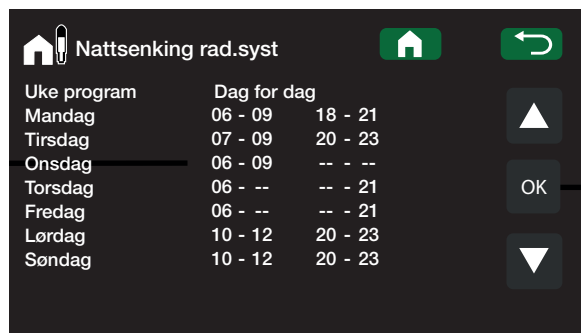 Nattsenking rad.syst
Uke program Dag for dag
Mandag 06 - 09 18 - 21
Tirsdag 07 - 09 20 - 23
Onsdag 06 - 09 -- - --
Torsdag 06 - -- -- - 21
Fredag 06 - -- -- - 21
Lørdag 10 - 12 20 - 23
Søndag 10 - 12 20 - 23
OK